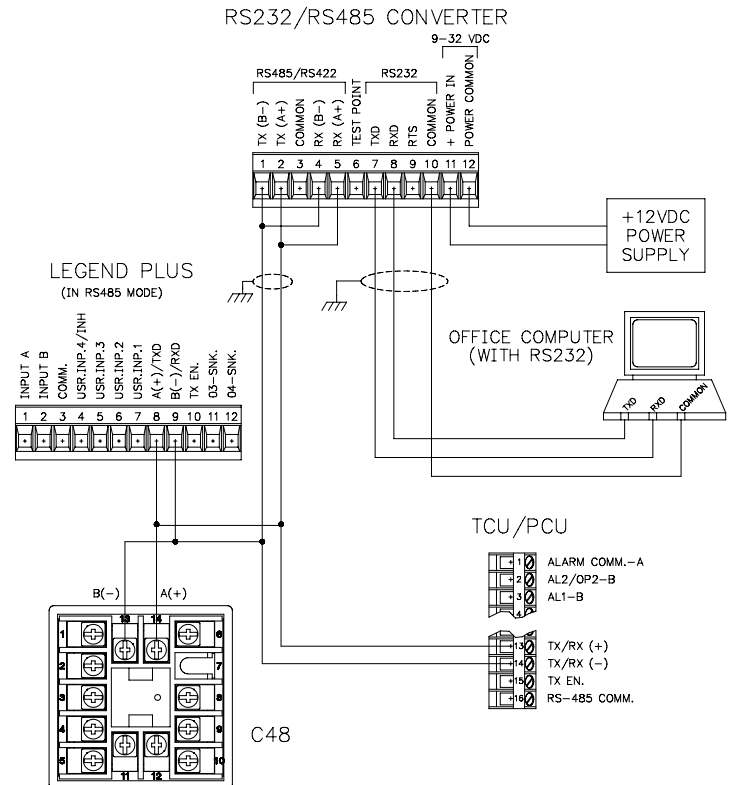 RS232/RS485 CONVERTER
9-32 VDC
RS485/RS422
RS232
TX (B-)
TX (A+)
COMMON
RX (B-)
RX (A+)
TEST POINT
TXD
RXD
RTS
COMMON
+ POWER IN
POWER COMMON
1 2 3 4 5 6 7 8 9 10 11 12
+12VDC
POWER
SUPPLY
LEGEND PLUS
(IN RS485 MODE)
INPUT A
INPUT B
COMM.
USR.INP.4/INH
USR.INP.3
USR.INP.2
USR.INP.1
A(+)/TXD
B(-)/RXD
TX EN.
O3-SNK.
O4-SNK.
1 2 3 4 5 6 7 8 9 10 11 12
OFFICE COMPUTER
(WITH RS232)
TXD
RXD
COMMON
TCU/PCU
1 ALARM COMM.-A
2 AL2/OP2-B
3 AL1-B
4
13 TX/RX (+)
14 TX/RX (-)
15 TX EN.
16 RS-485 COMM.
B(-) A(+)
13 14
1 6
2 7
3 8
4 9
5 10
11 12
C48